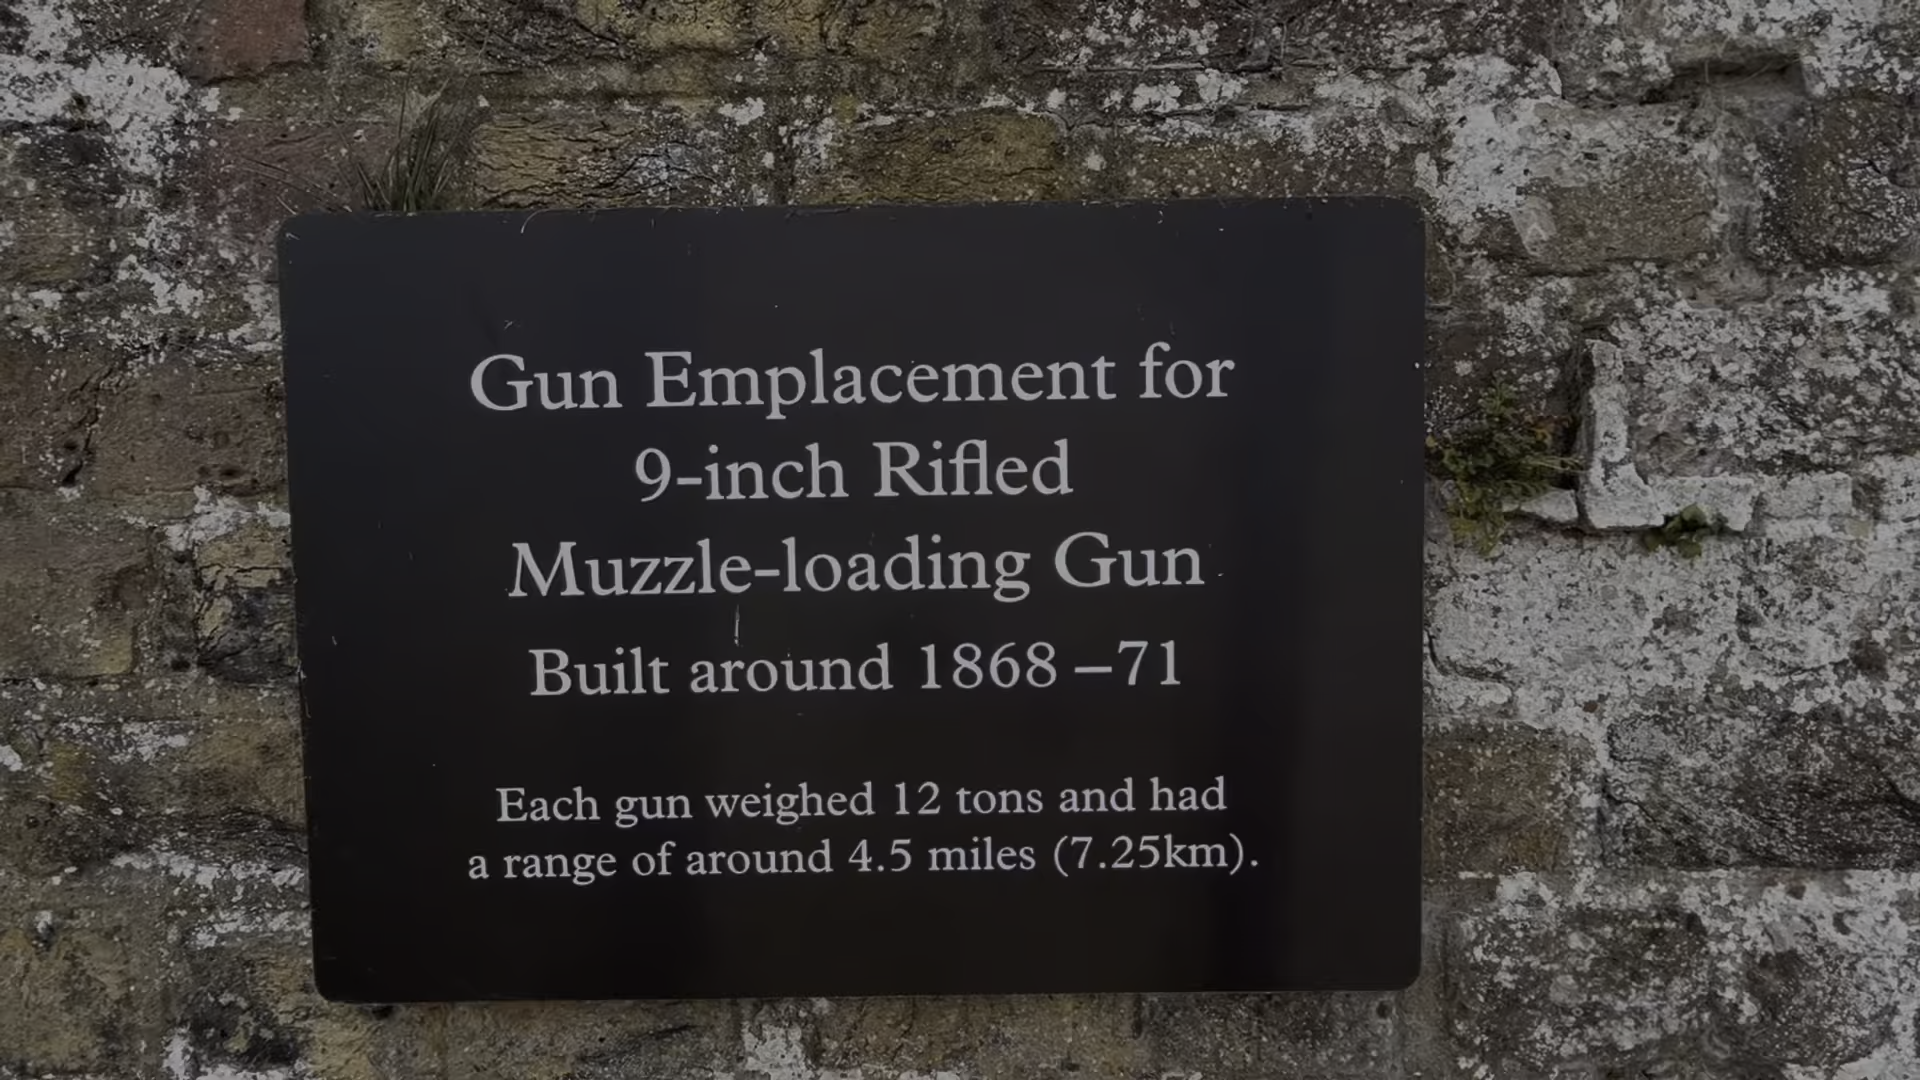 Gun Emplacement for
9-inch Rifled
Muzzle-loading Gun
Built around 1868 –71
Each gun weighed 12 tons and had
a range of around 4.5 miles (7.25km).